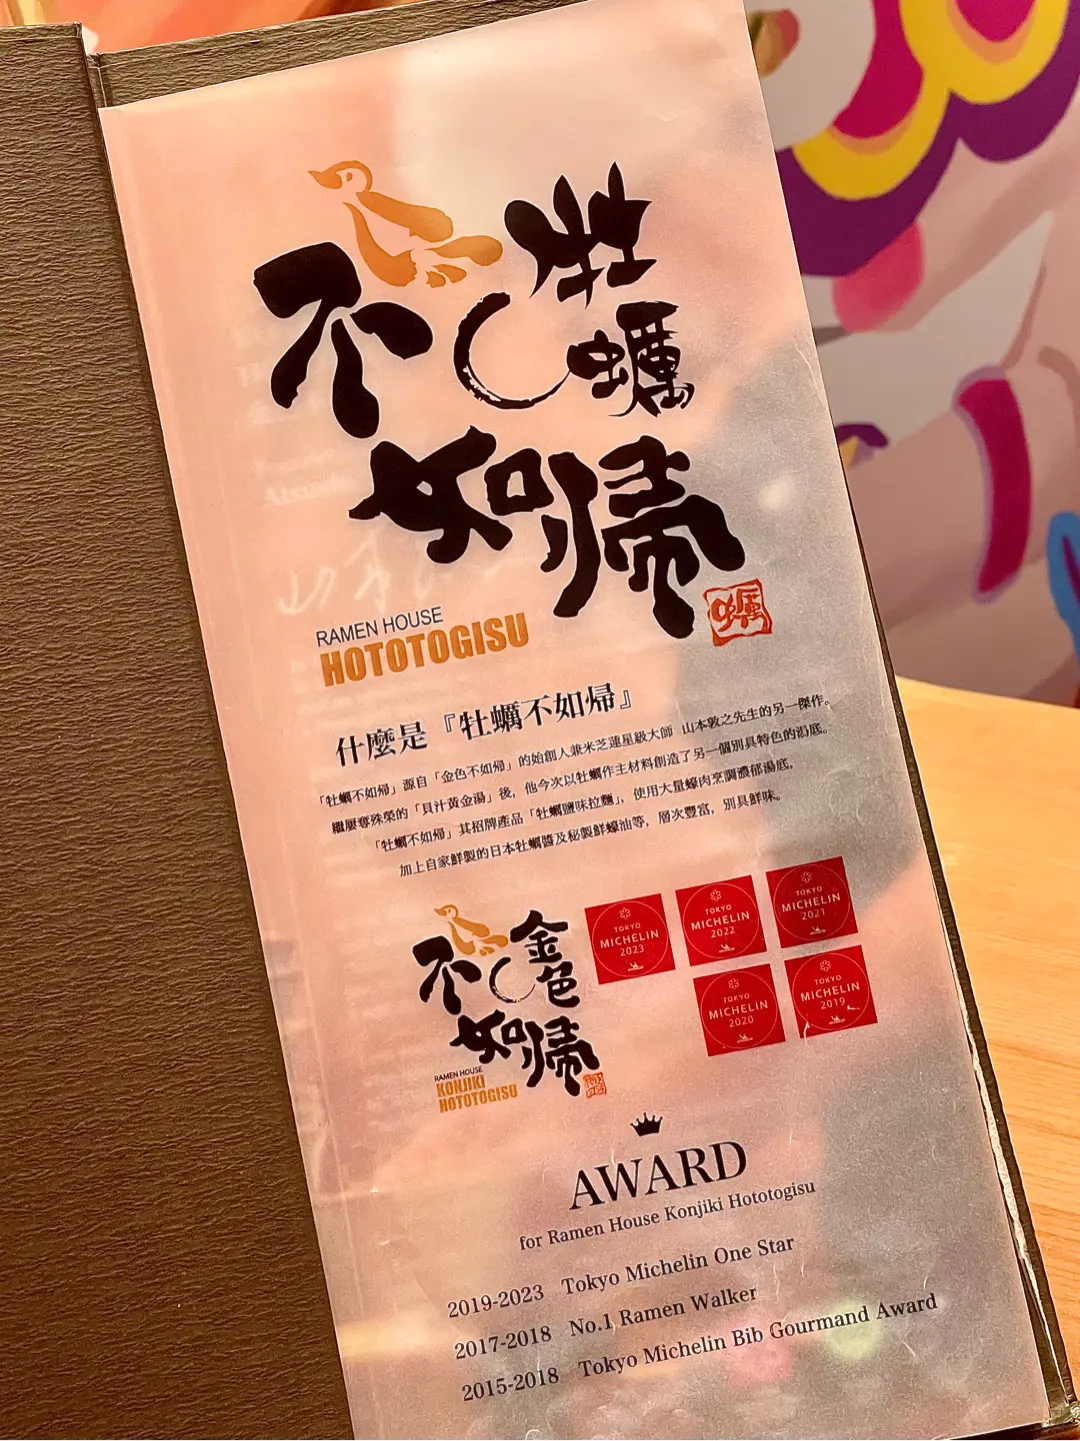 牡蠣
不如帰
蠣
RAMEN HOUSE
HOTOTOGISU
什麼是『牡蠣不如帰』
「牡蠣不如帰」源自「金色不如帰」的始創人兼米芝蓮星級大師 山本敦之先生的另一傑作。
繼屢奪殊榮的「貝汁黃金湯」後，他今次以牡蠣作主材料創造了另一個別具特色的湯底。
「牡蠣不如帰」其招牌產品「牡蠣鹽味拉麵」，使用大量蠔肉烹調濃郁湯底，
加上自家鮮製的日本牡蠣醬及秘製鮮蠔油等，層次豐富，別具鮮味。
金色
不如帰
RAMEN HOUSE
KONJIKI
HOTOTOGISU
TOKYO
MICHELIN
2023
TOKYO
MICHELIN
2022
TOKYO
MICHELIN
2021
TOKYO
MICHELIN
2020
TOKYO
MICHELIN
2019
AWARD
for Ramen House Konjiki Hototogisu
2019-2023 Tokyo Michelin One Star
2017-2018 No.1 Ramen Walker
2015-2018 Tokyo Michelin Bib Gourmand Award